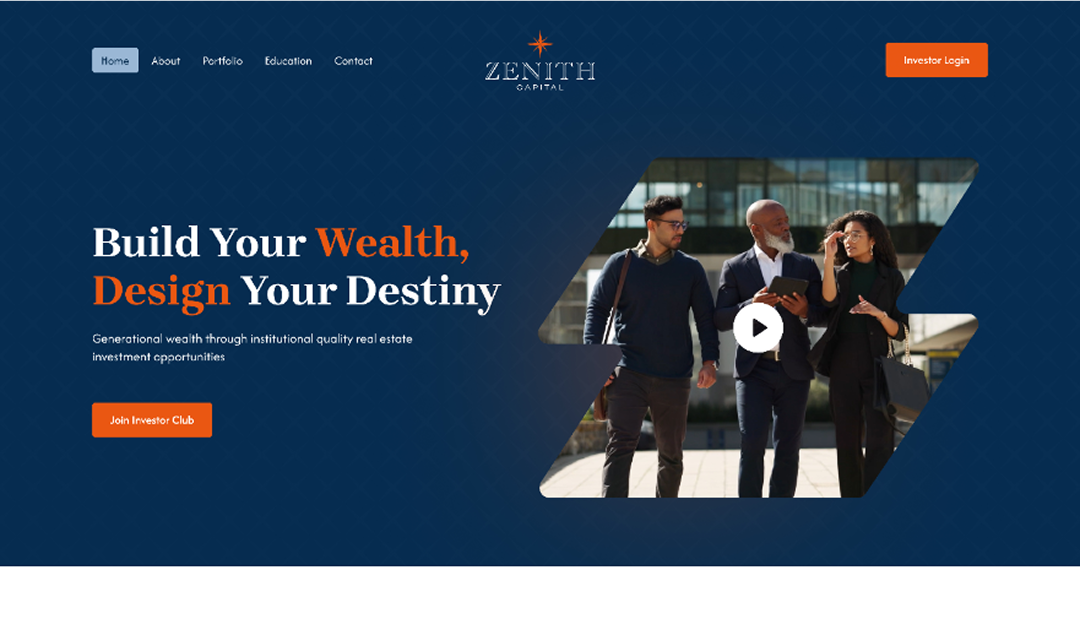 Home About Portfolio Education Contact
ZENITH
CAPITAL
Investor Login
Build Your Wealth,
Design Your Destiny
Generational wealth through institutional quality real estate
investment opportunities
Join Investor Club